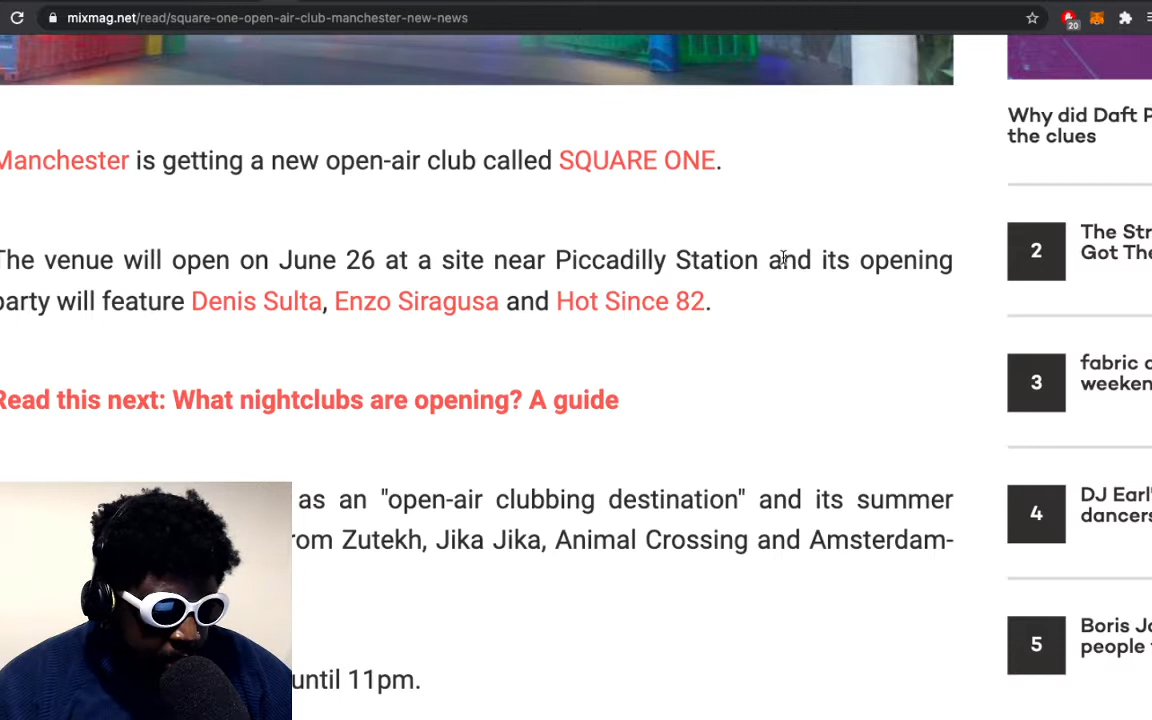 mixmag.net/read/square-one-open-air-club-manchester-new-news
20
Manchester is getting a new open-air club called SQUARE ONE.
The venue will open on June 26 at a site near Piccadilly Station and its opening
party will feature Denis Sulta, Enzo Siragusa and Hot Since 82.
Read this next: What nightclubs are opening? A guide
as an "open-air clubbing destination" and its summer
rom Zutekh, Jika Jika, Animal Crossing and Amsterdam-
until 11pm.
Why did Daft P
the clues
2
The Str
Got The
3
fabric
weeken
4
DJ Earl'
dancers
5
Boris Jo
people